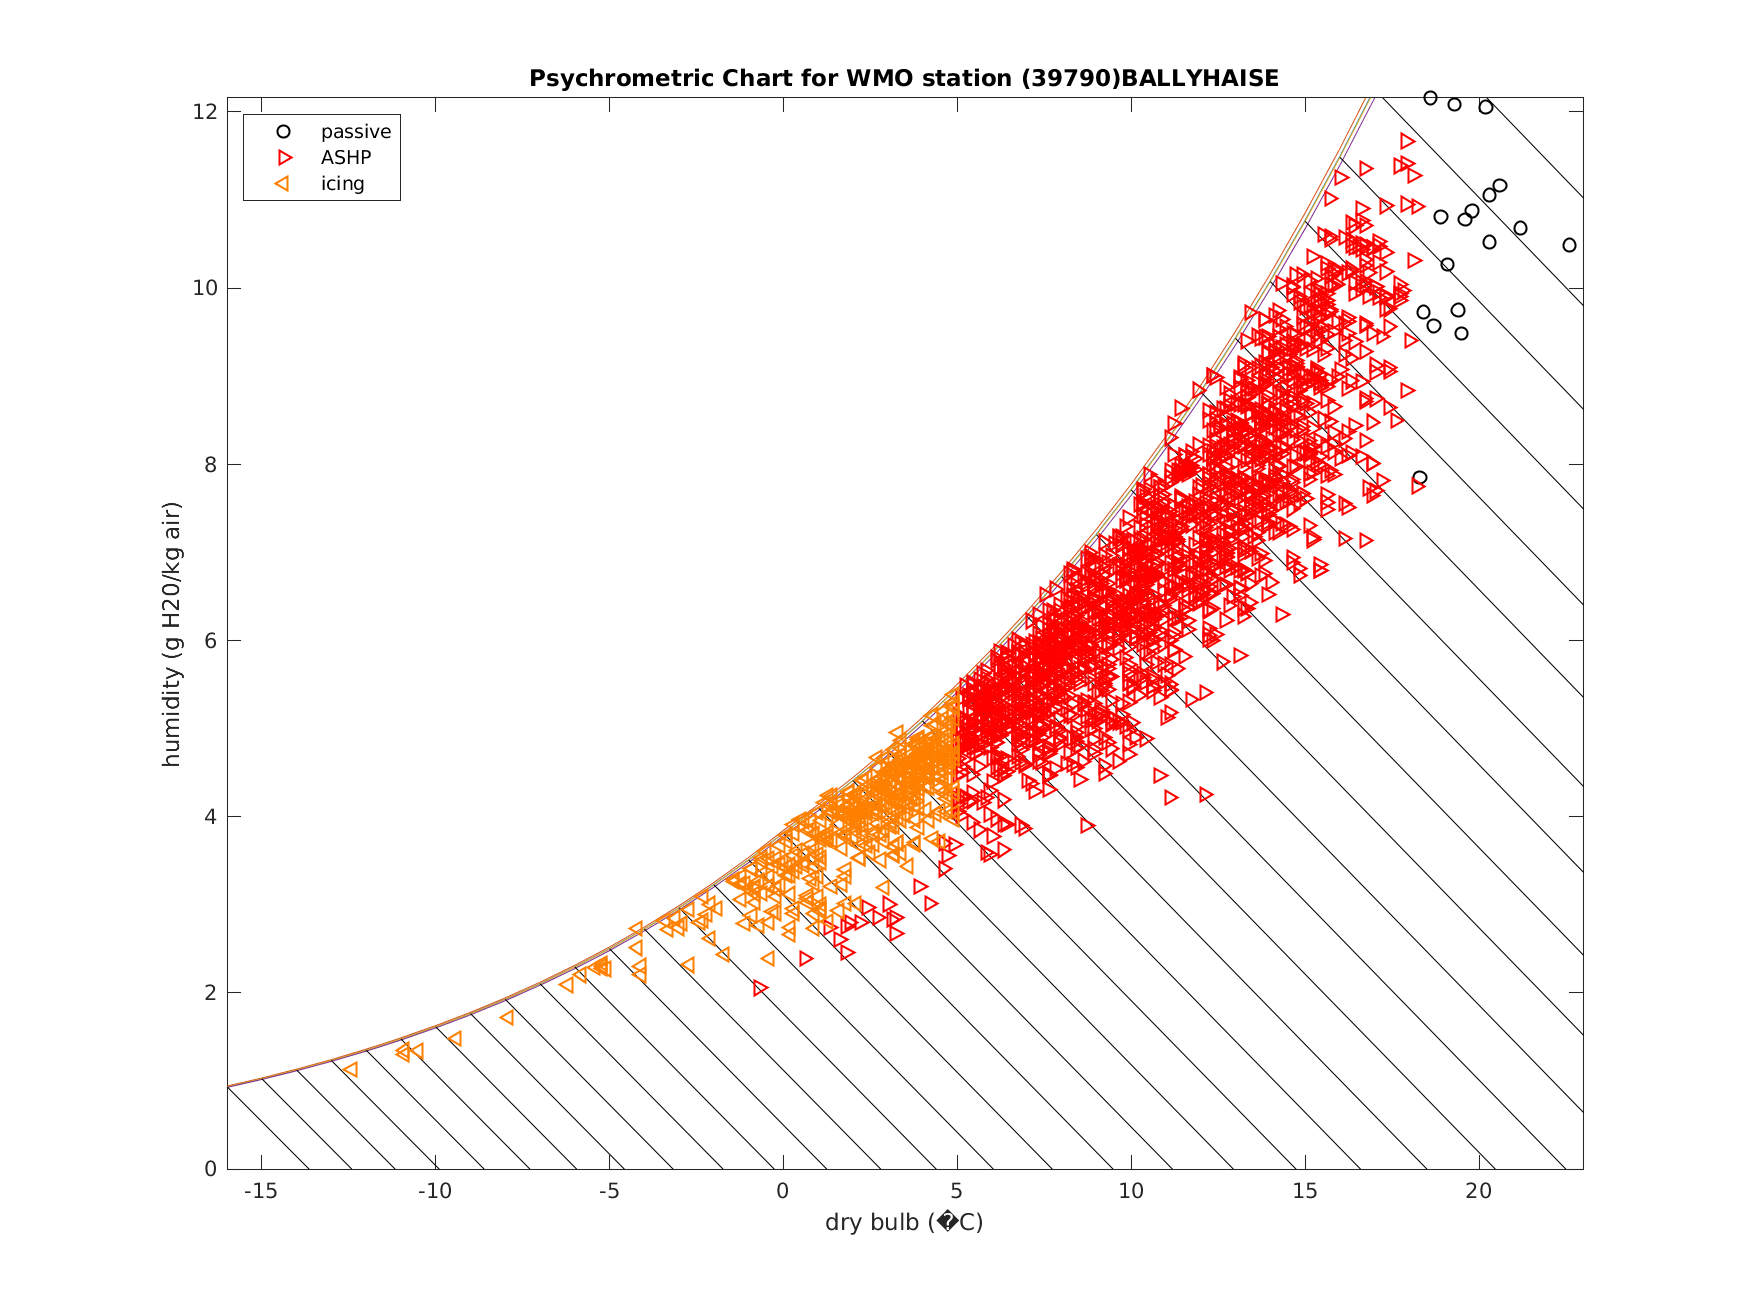 Psychrometric Chart for WMO station (39790)BALLYHAISE
passive
ASHP
icing
humidity (g H20/kg air)
12
10
8
6
4
2
0
-15 -10 -5 0 5 10 15 20
dry bulb (�C)